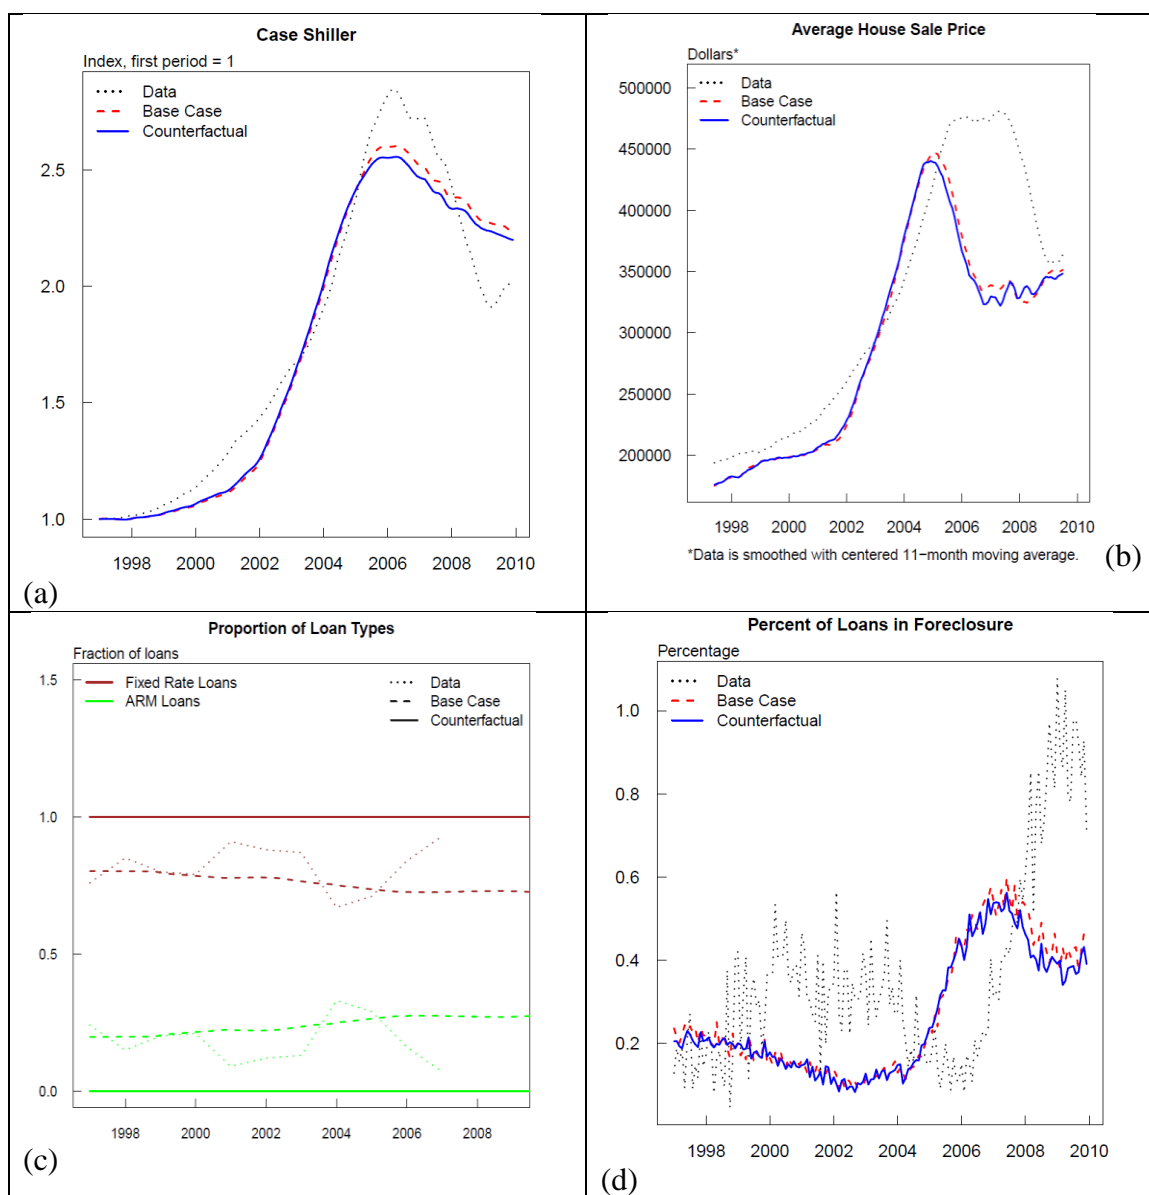 Case Shiller
Index, first period = 1
Data
Base Case
Counterfactual
2.5
2.0
1.5
1.0
1998 2000 2002 2004 2006 2008 2010
(a)
Average House Sale Price
Dollars*
Data
Base Case
Counterfactual
500000
450000
400000
350000
300000
250000
200000
1998 2000 2002 2004 2006 2008 2010
*Data is smoothed with centered 11−month moving average.
(b)
Proportion of Loan Types
Fraction of loans
Fixed Rate Loans
ARM Loans
Data
Base Case
Counterfactual
1.5
1.0
0.5
0.0
1998 2000 2002 2004 2006 2008
(c)
Percent of Loans in Foreclosure
Percentage
Data
Base Case
Counterfactual
1.0
0.8
0.6
0.4
0.2
1998 2000 2002 2004 2006 2008 2010
(d)